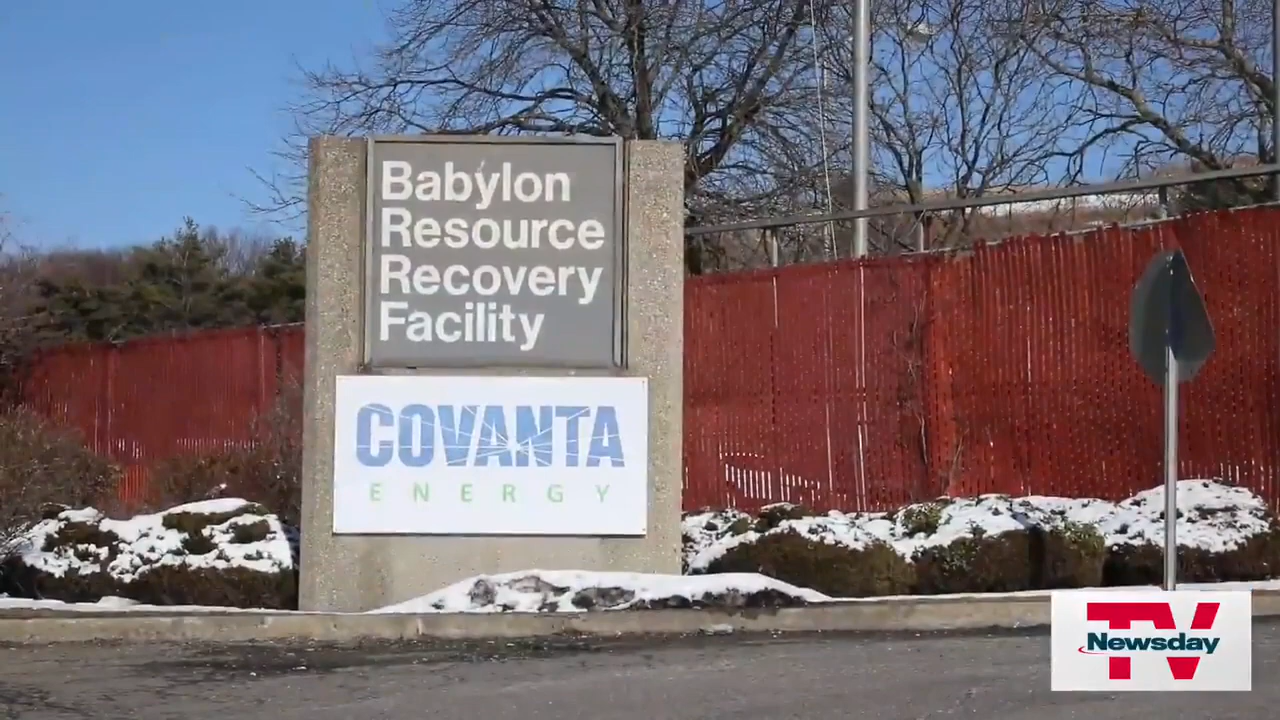 Babylon
Resource
Recovery
Facility
COVANTA
ENERGY
TV
Newsday